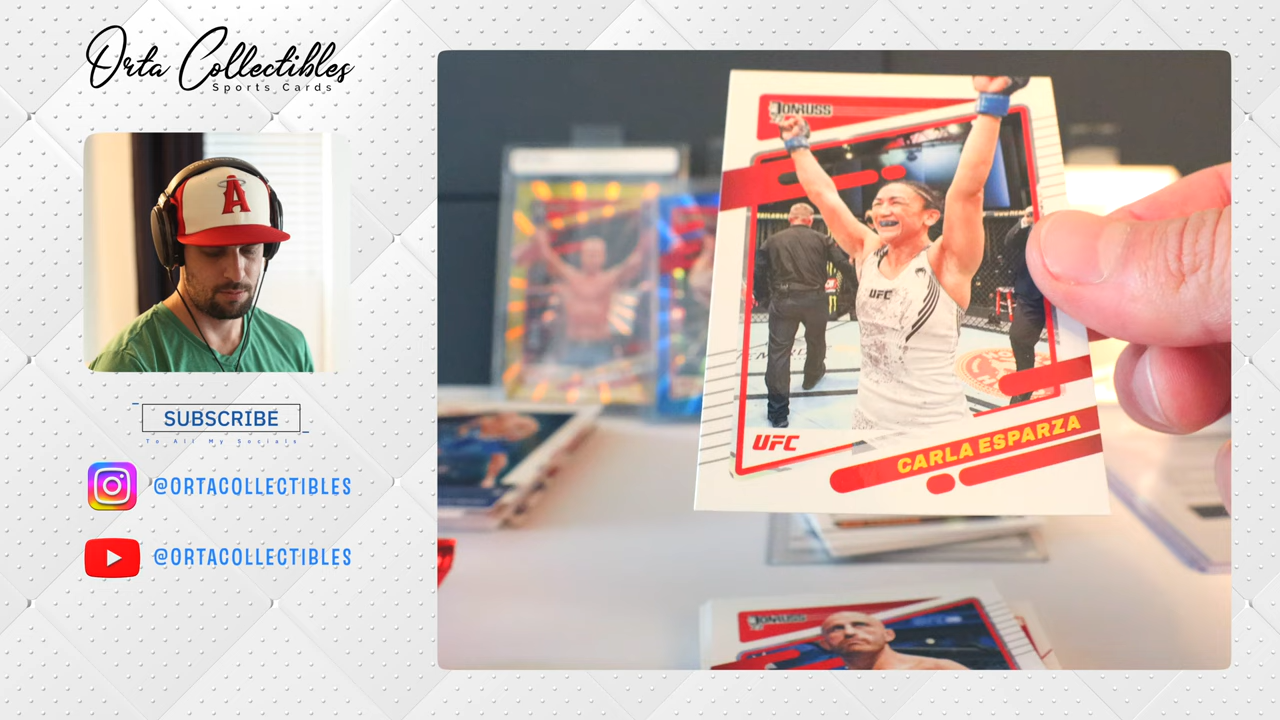 Orta Collectibles
Sports Cards
A
SUBSCRIBE
To All My Socials
@ORTACOLLECTIBLES
@ORTACOLLECTIBLES
DONRUSS
UFC
UFC
CARLA ESPARZA
DONRUSS